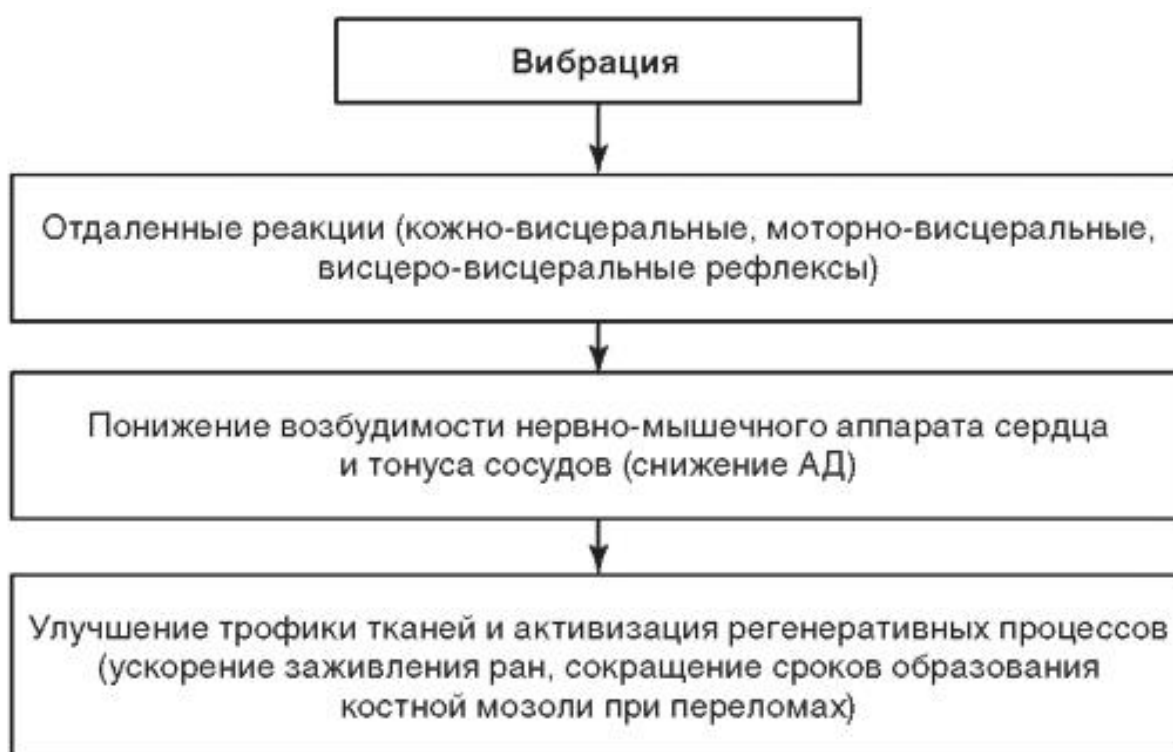 Вибрация
Отдаленные реакции (кожно-висцеральные, моторно-висцеральные,
висцеро-висцеральные рефлексы)
Понижение возбудимости нервно-мышечного аппарата сердца
и тонуса сосудов (снижение АД)
Улучшение трофики тканей и активизация регенеративных процессов
(ускорение заживления ран, сокращение сроков образования
костной мозоли при переломах)